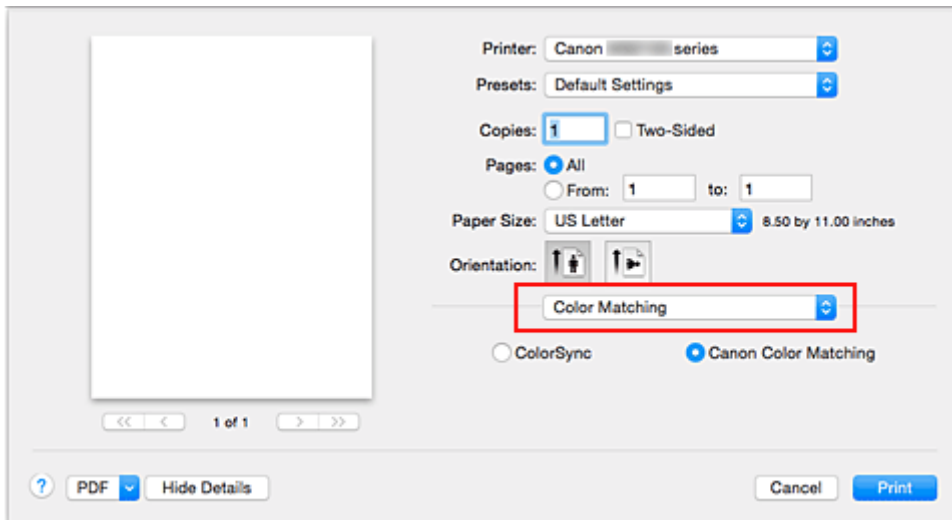 Printer: Canon series
Presets: Default Settings
Copies: 1 Two-Sided
Pages: All
From: 1 to: 1
Paper Size: US Letter 8.50 by 11.00 inches
Orientation:
Color Matching
ColorSync Canon Color Matching
<< < 1 of 1 > >>
? PDF Hide Details Cancel Print